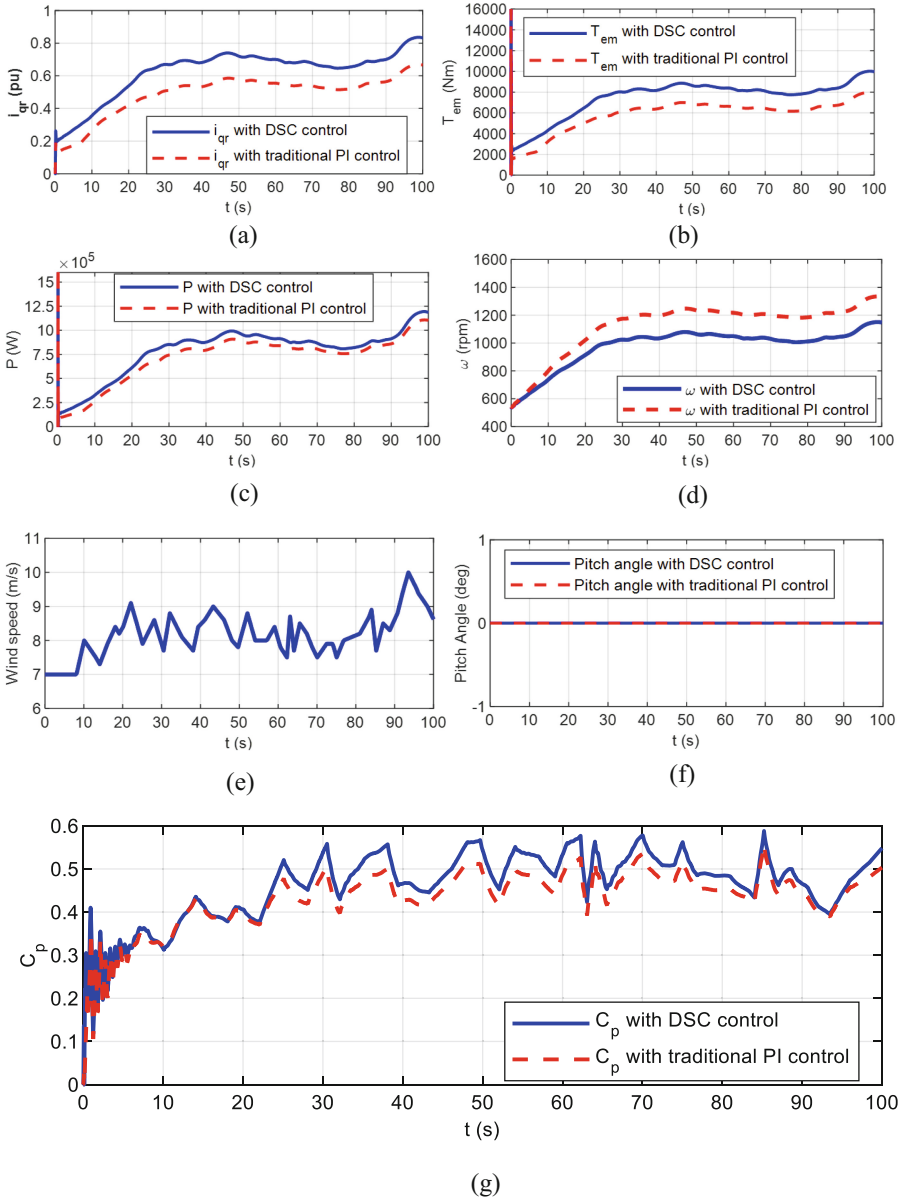 1
0.8
0.6
0.4
0.2
0
i_qr (pu)
i_qr with DSC control
i_qr with traditional PI control
0 10 20 30 40 50 60 70 80 90 100
t (s)
(a)
16000
14000
12000
10000
8000
6000
4000
2000
0
T_em (Nm)
T_em with DSC control
T_em with traditional PI control
0 10 20 30 40 50 60 70 80 90 100
t (s)
(b)
× 10^5
15
12.5
10
7.5
5
2.5
0
P (W)
P with DSC control
P with traditional PI control
0 10 20 30 40 50 60 70 80 90 100
t (s)
(c)
1600
1400
1200
1000
800
600
400
ω (rpm)
ω with DSC control
ω with traditional PI control
0 10 20 30 40 50 60 70 80 90 100
t (s)
(d)
11
10
9
8
7
6
Wind speed (m/s)
0 10 20 30 40 50 60 70 80 90 100
t (s)
(e)
1
0
-1
Pitch Angle (deg)
Pitch angle with DSC control
Pitch angle with traditional PI control
0 10 20 30 40 50 60 70 80 90 100
t (s)
(f)
0.6
0.5
0.4
0.3
0.2
0.1
0
C_p
C_p with DSC control
C_p with traditional PI control
0 10 20 30 40 50 60 70 80 90 100
t (s)
(g)